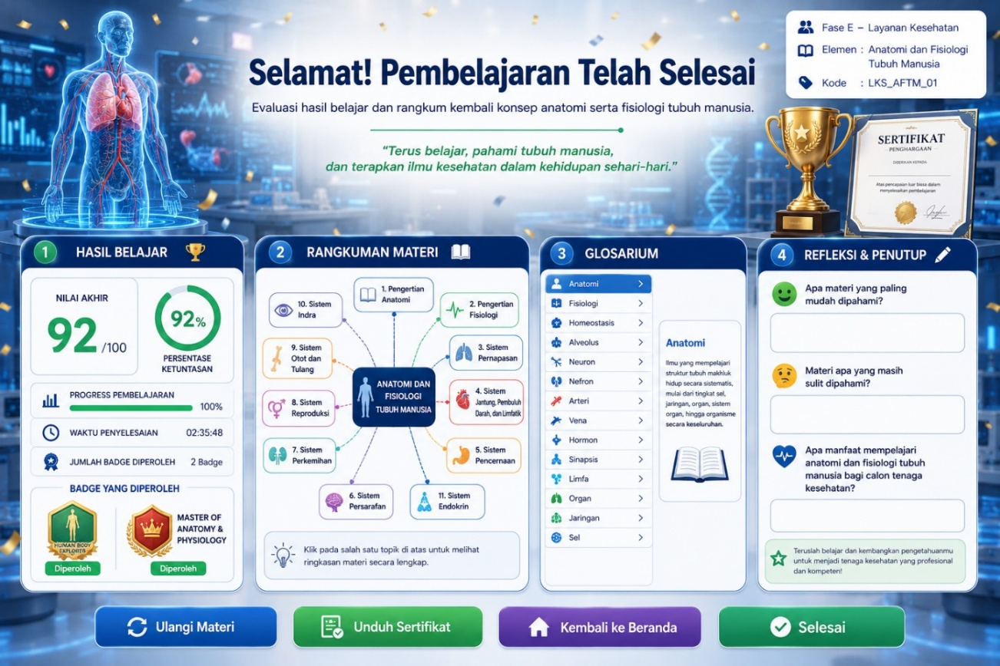 Fase E – Layanan Kesehatan
Elemen : Anatomi dan Fisiologi
Tubuh Manusia
Kode : LKS_AFTM_01
Selamat! Pembelajaran Telah Selesai
Evaluasi hasil belajar dan rangkum kembali konsep anatomi serta fisiologi tubuh manusia.
“Terus belajar, pahami tubuh manusia,
dan terapkan ilmu kesehatan dalam kehidupan sehari-hari.”
SERTIFIKAT
PENGHARGAAN
DIBERIKAN KEPADA
Atas pencapaian luar biasa dalam
menyelesaikan pembelajaran
1 HASIL BELAJAR
NILAI AKHIR
92 /100
92%
PERSENTASE
KETUNTASAN
PROGRESS PEMBELAJARAN
100%
WAKTU PENYELESAIAN 02:35:48
JUMLAH BADGE DIPEROLEH 2 Badge
BADGE YANG DIPEROLEH
HUMAN BODY
EXPLORER
Diperoleh
MASTER OF
ANATOMY &
PHYSIOLOGY
Diperoleh
2 RANGKUMAN MATERI
1. Pengertian
Anatomi
2. Pengertian
Fisiologi
3. Sistem
Pernapasan
4. Sistem
Jantung, Pembuluh
Darah, dan Limfatik
5. Sistem
Pencernaan
11. Sistem
Endokrin
6. Sistem
Persarafan
7. Sistem
Perkemihan
8. Sistem
Reproduksi
9. Sistem
Otot dan
Tulang
10. Sistem
Indra
ANATOMI DAN
FISIOLOGI
TUBUH MANUSIA
Klik pada salah satu topik di atas untuk melihat
ringkasan materi secara lengkap.
3 GLOSARIUM
Anatomi
Fisiologi
Homeostasis
Alveolus
Neuron
Nefron
Arteri
Vena
Hormon
Sinapsis
Limfa
Organ
Jaringan
Sel
Anatomi
Ilmu yang mempelajari
struktur tubuh makhluk
hidup secara sistematis,
mulai dari tingkat sel,
jaringan, organ, sistem
organ, hingga organisme
secara keseluruhan.
4 REFLEKSI & PENUTUP
Apa materi yang paling
mudah dipahami?
Materi apa yang masih
sulit dipahami?
Apa manfaat mempelajari
anatomi dan fisiologi tubuh
manusia bagi calon tenaga
kesehatan?
Teruslah belajar dan kembangkan pengetahuanmu
untuk menjadi tenaga kesehatan yang profesional
dan kompeten!
Ulangi Materi
Unduh Sertifikat
Kembali ke Beranda
Selesai